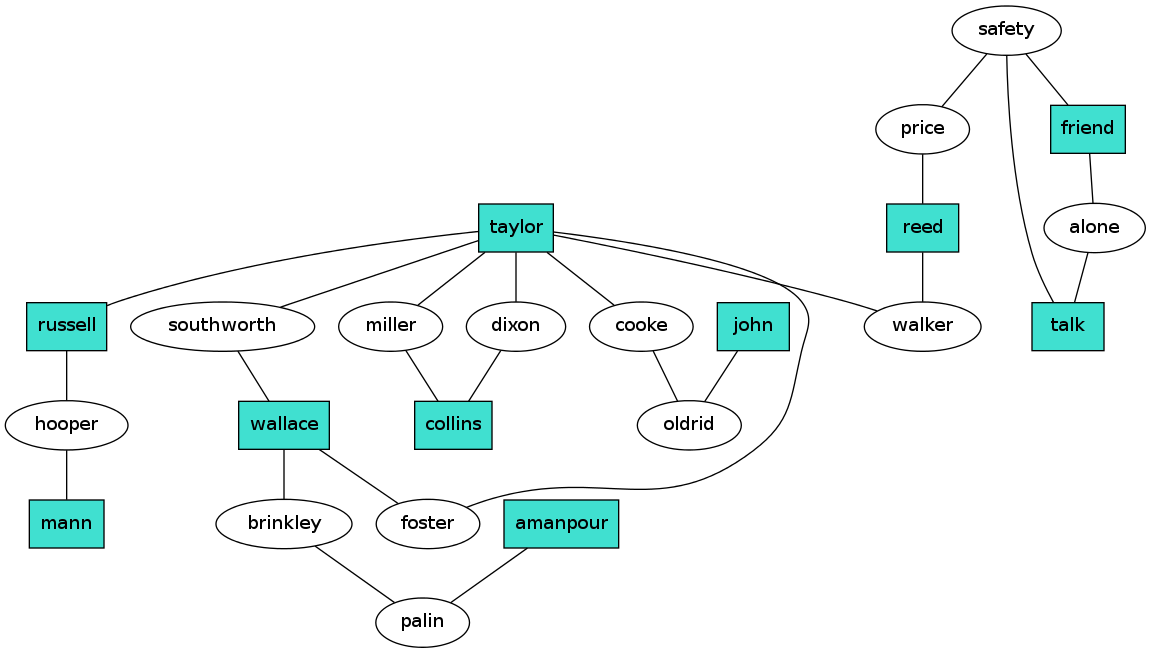 safety
price
friend
taylor
reed
alone
russell
southworth
miller
dixon
cooke
john
walker
talk
hooper
wallace
collins
oldrid
mann
brinkley
foster
amanpour
palin